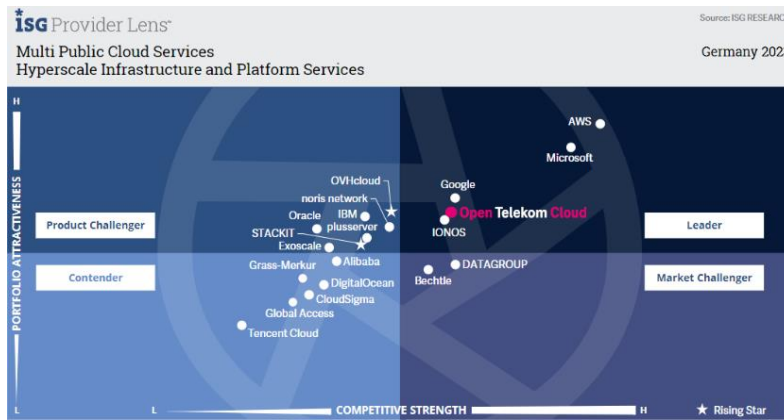 ISG Provider Lens™
Source: ISG RESEAR
Multi Public Cloud Services
Hyperscale Infrastructure and Platform Services
Germany 202
H
PORTFOLIO ATTRACTIVENESS
L
Product Challenger
Leader
Contender
Market Challenger
AWS
Microsoft
OVHcloud
Google
noris network
IBM
Open Telekom Cloud
Oracle
plusserver
IONOS
STACKIT
Exoscale
Alibaba
DATAGROUP
Grass-Merkur
Bechtle
DigitalOcean
CloudSigma
Global Access
Tencent Cloud
L
COMPETITIVE STRENGTH
H
★ Rising Star